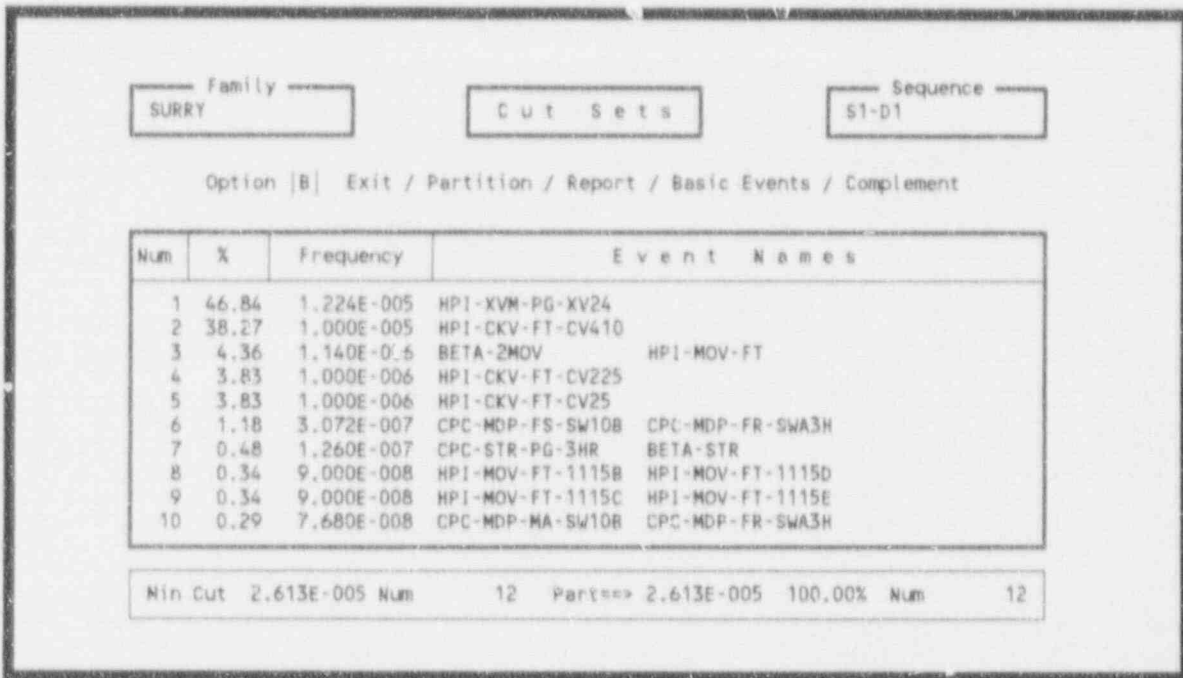 Family
SURRY
Cut Sets
Sequence
S1-D1
Option |B| Exit / Partition / Report / Basic Events / Complement
Num % Frequency Event Names
1 46.84 1.224E-005 HPI-XVM-PG-XV24
2 38.27 1.000E-005 HPI-CKV-FT-CV410
3 4.36 1.140E-006 BETA-2MOV HPI-MOV-FT
4 3.83 1.000E-006 HPI-CKV-FT-CV225
5 3.83 1.000E-006 HPI-CKV-FT-CV25
6 1.18 3.072E-007 CPC-MDP-FS-SW10B CPC-MDP-FR-SWA3H
7 0.48 1.260E-007 CPC-STR-PG-3HR BETA-STR
8 0.34 9.000E-008 HPI-MOV-FT-1115B HPI-MOV-FT-1115D
9 0.34 9.000E-008 HPI-MOV-FT-1115C HPI-MOV-FT-1115E
10 0.29 7.680E-008 CPC-MDP-MA-SW10B CPC-MDP-FR-SWA3H
Min Cut 2.613E-005 Num 12 Part==> 2.613E-005 100.00% Num 12